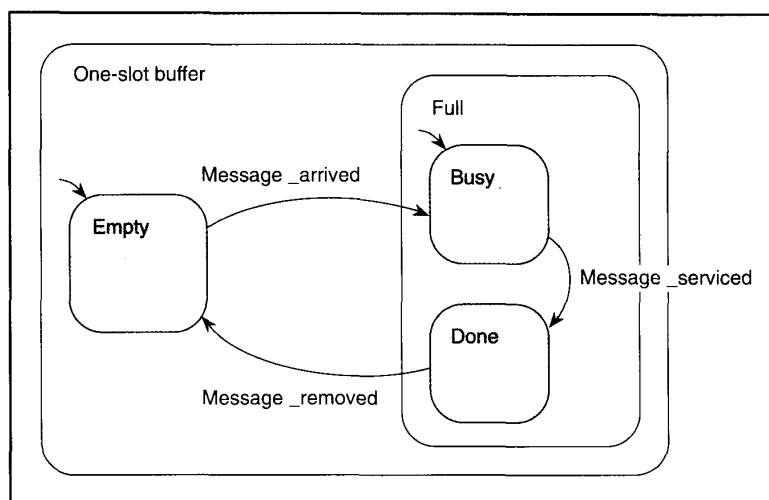 One-slot buffer
Full
Message _arrived
Busy
Empty
Message _serviced
Done
Message _removed